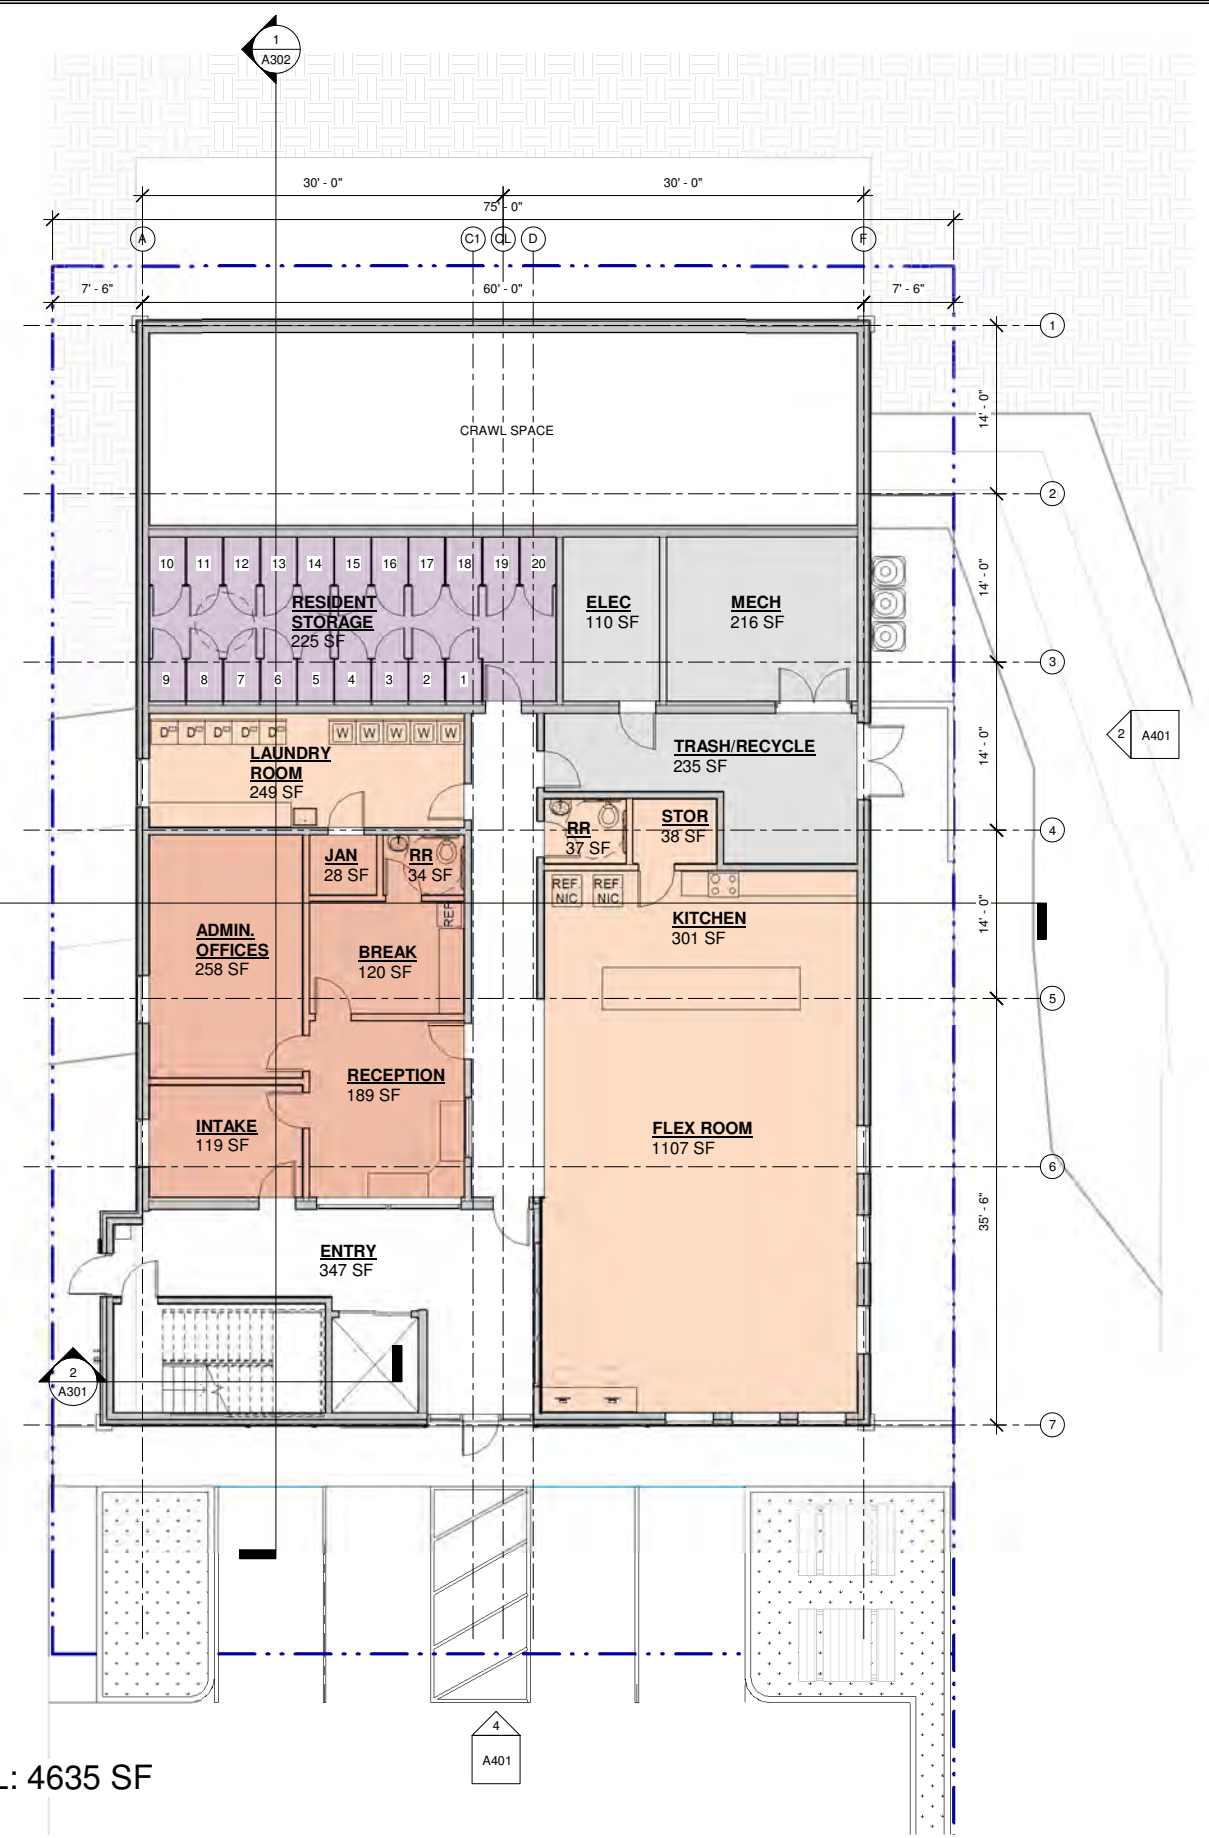 1
A302
30' - 0"
30' - 0"
75' - 0"
A
C1
CL
D
F
7' - 6"
60' - 0"
7' - 6"
1
14' - 0"
CRAWL SPACE
2
10
11
12
13
14
15
16
17
18
19
20
14' - 0"
RESIDENT
STORAGE
225 SF
ELEC
110 SF
MECH
216 SF
3
9
8
7
6
5
4
3
2
1
D
D
D
D
D
W
W
W
W
W
LAUNDRY
ROOM
249 SF
TRASH/RECYCLE
235 SF
14' - 0"
2
A401
RR
37 SF
STOR
38 SF
4
JAN
28 SF
RR
34 SF
REF.
NIC
REF.
NIC
REF
KITCHEN
301 SF
14' - 0"
ADMIN.
OFFICES
258 SF
BREAK
120 SF
5
RECEPTION
189 SF
INTAKE
119 SF
FLEX ROOM
1107 SF
6
35' - 6"
ENTRY
347 SF
2
A301
7
4
A401
L: 4635 SF